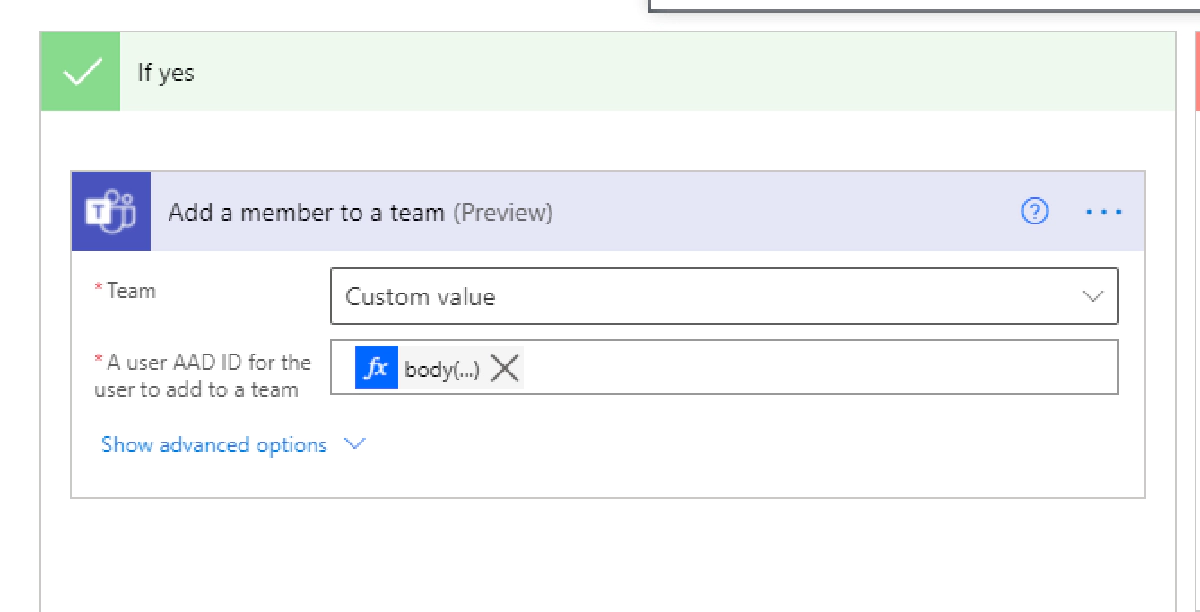 If yes
T
Add a member to a team (Preview)
?
* Team
Custom value
* A user AAD ID for the
user to add to a team
fx body(...)
Show advanced options